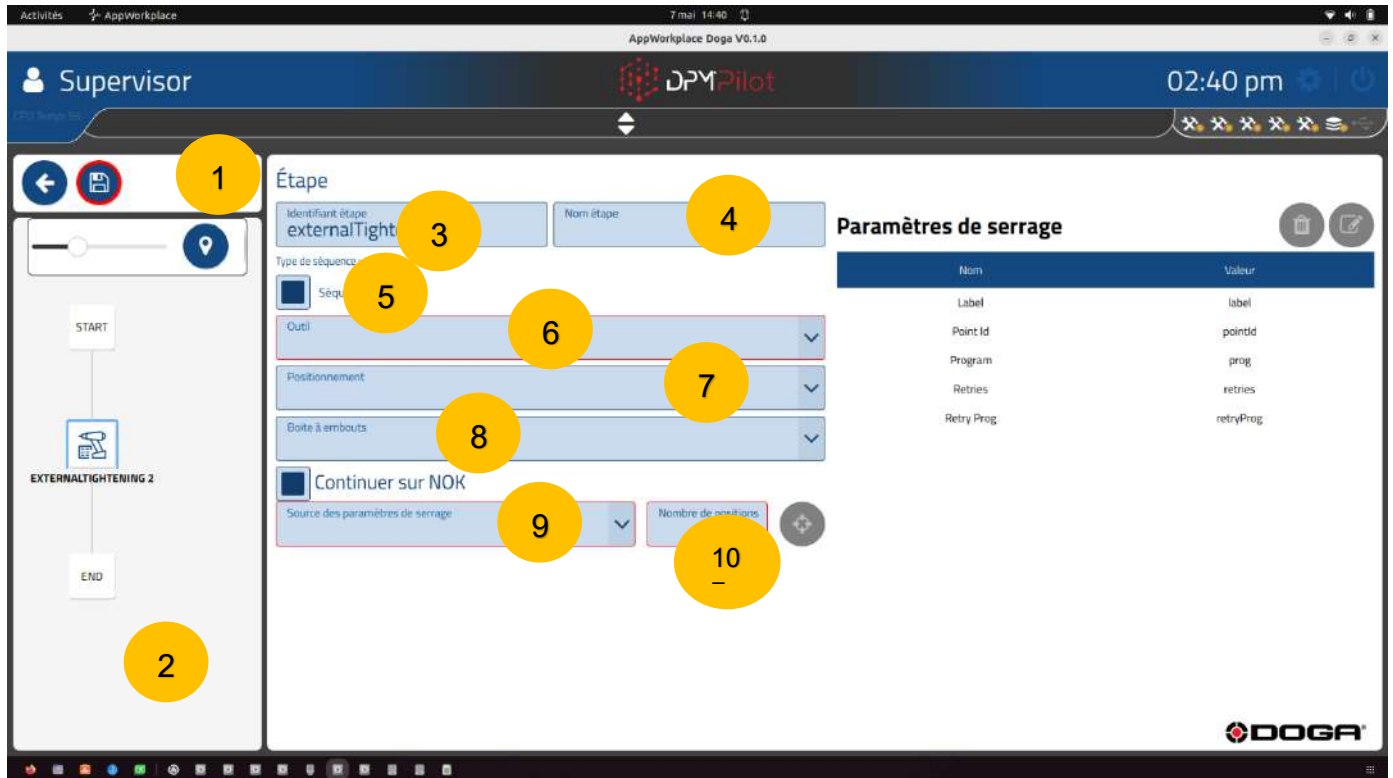 Activités AppWorkplace 7 mai 14:40
AppWorkplace Doga V0.1.0
Supervisor DPMPilot 02:40 pm
1
Étape
Identifiant étape
externalTight
3
Nom étape
4
Type de séquence
5
Outil
6
Positionnement
7
Boite à embouts
8
Continuer sur NOK
Source des paramètres de serrage
9
Nombre de positions
10
START
EXTERNALTIGHTENING 2
END
2
Paramètres de serrage
Nom Valeur
Label label
Point Id pointId
Program prog
Retries retries
Retry Prog retryProg
DOGA